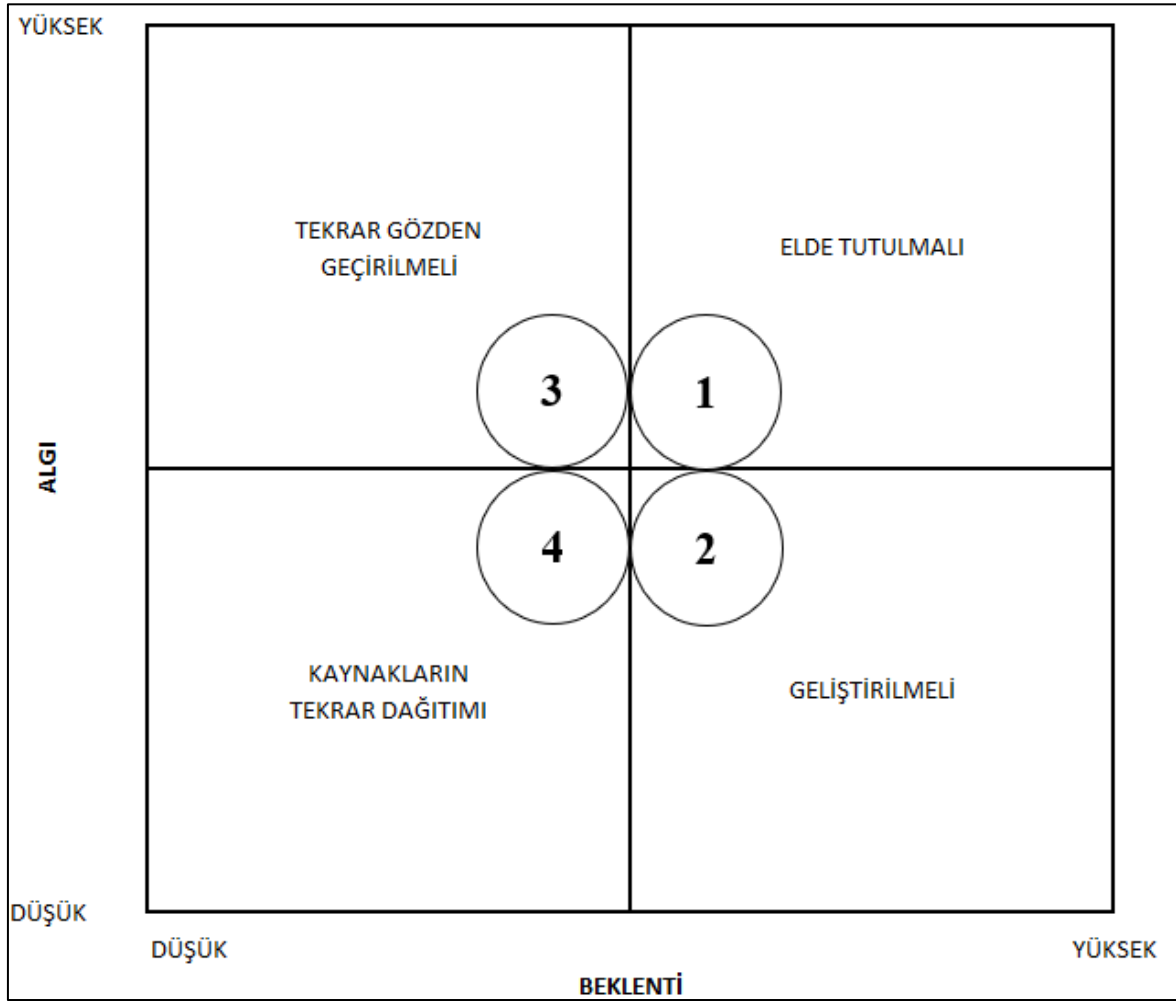 YÜKSEK
TEKRAR GÖZDEN
GEÇİRİLMELİ
ELDE TUTULMALI
3
1
ALGI
4
2
KAYNAKLARIN
TEKRAR DAĞITIMI
GELİŞTİRİLMELİ
DÜŞÜK
DÜŞÜK
YÜKSEK
BEKLENTİ